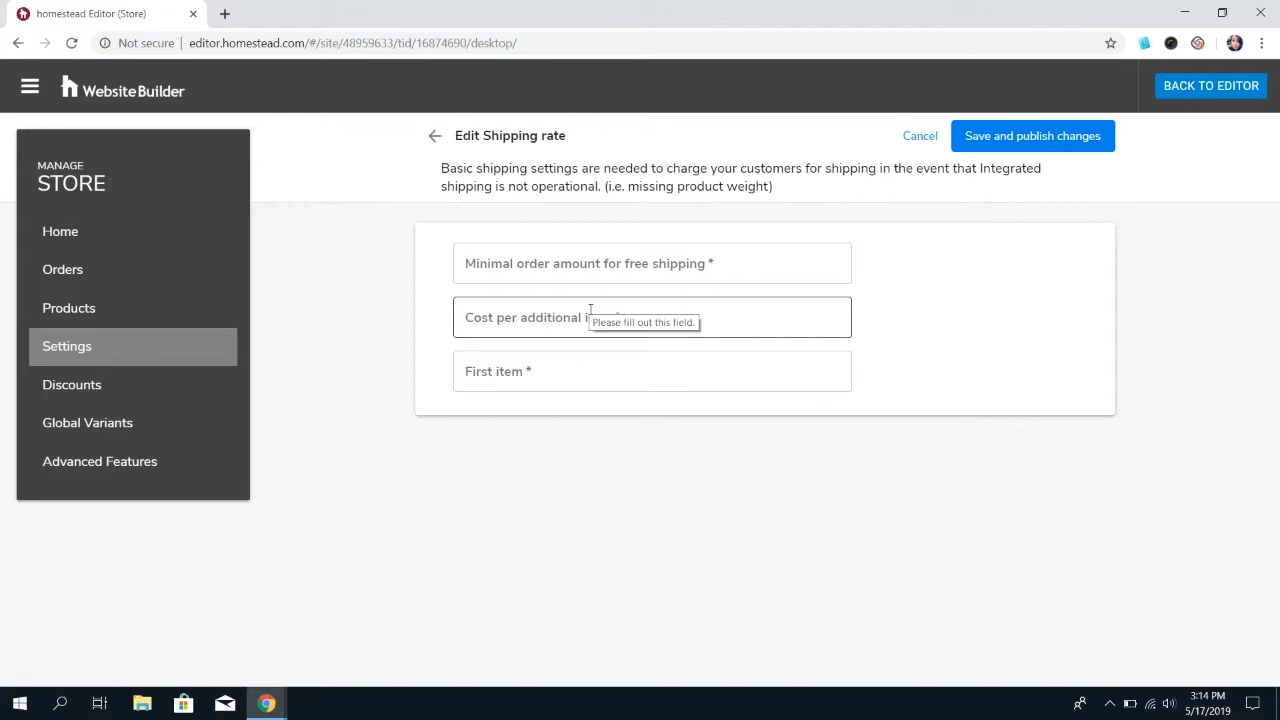 homestead Editor (Store)
Not secure
editor.homestead.com/#/site/48959633/tid/16874690/desktop/
WebsiteBuilder
BACK TO EDITOR
Edit Shipping rate
Cancel
Save and publish changes
Basic shipping settings are needed to charge your customers for shipping in the event that Integrated
shipping is not operational. (i.e. missing product weight)
MANAGE
STORE
Home
Orders
Products
Settings
Discounts
Global Variants
Advanced Features
Minimal order amount for free shipping *
Cost per additional
Please fill out this field.
First item *
3:14 PM
5/17/2019